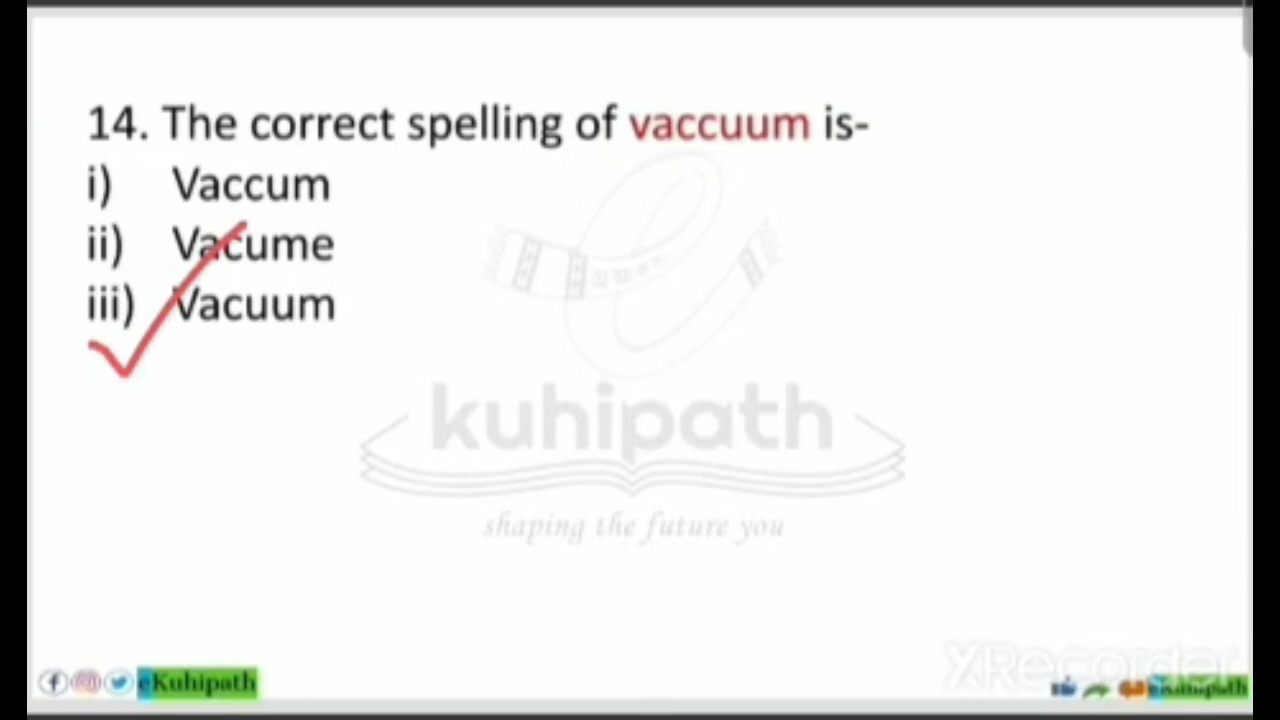 14. The correct spelling of vaccuum is-
i) Vaccum
ii) Vacume
iii) Vacuum
kuhipath
shaping the future you
XRecorder
eKuhipath
eKuhipath